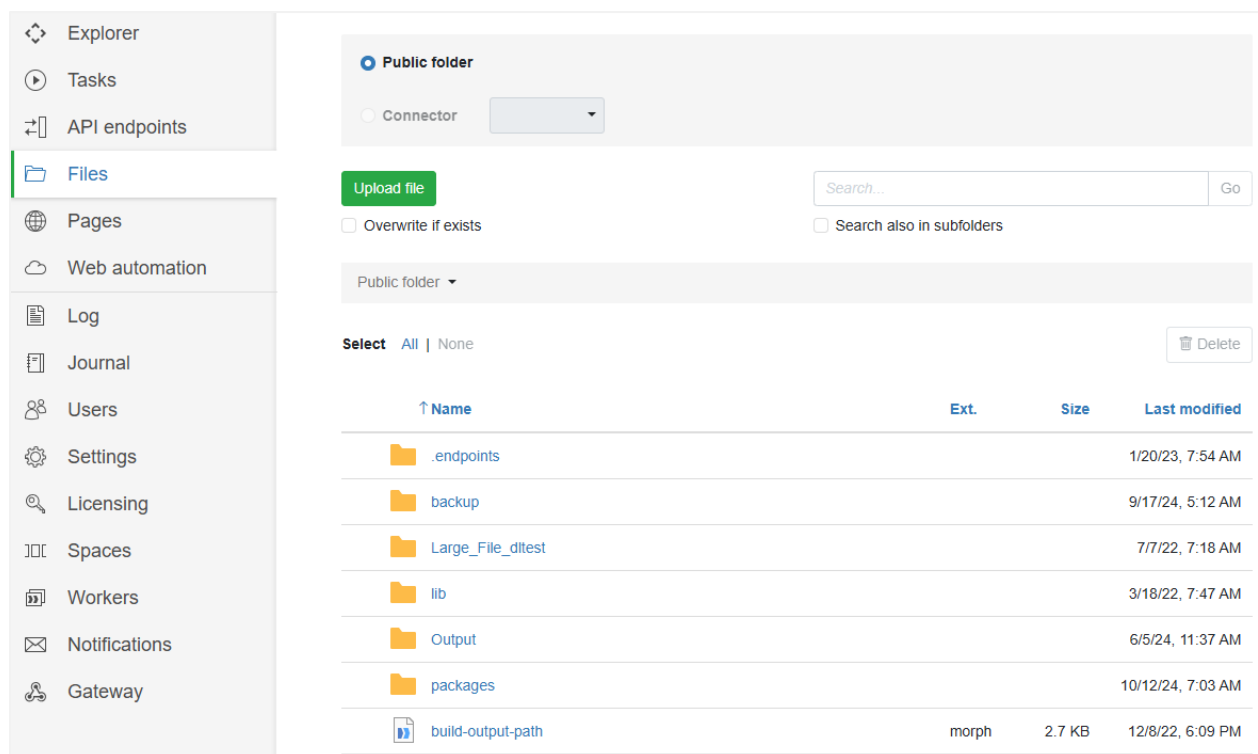 Explorer
Tasks
API endpoints
Files
Pages
Web automation
Log
Journal
Users
Settings
Licensing
Spaces
Workers
Notifications
Gateway
Public folder
Connector
Upload file
Search...
Go
Overwrite if exists
Search also in subfolders
Public folder
Select All | None
Delete
↑ Name Ext. Size Last modified
.endpoints 1/20/23, 7:54 AM
backup 9/17/24, 5:12 AM
Large_File_dltest 7/7/22, 7:18 AM
lib 3/18/22, 7:47 AM
Output 6/5/24, 11:37 AM
packages 10/12/24, 7:03 AM
build-output-path morph 2.7 KB 12/8/22, 6:09 PM